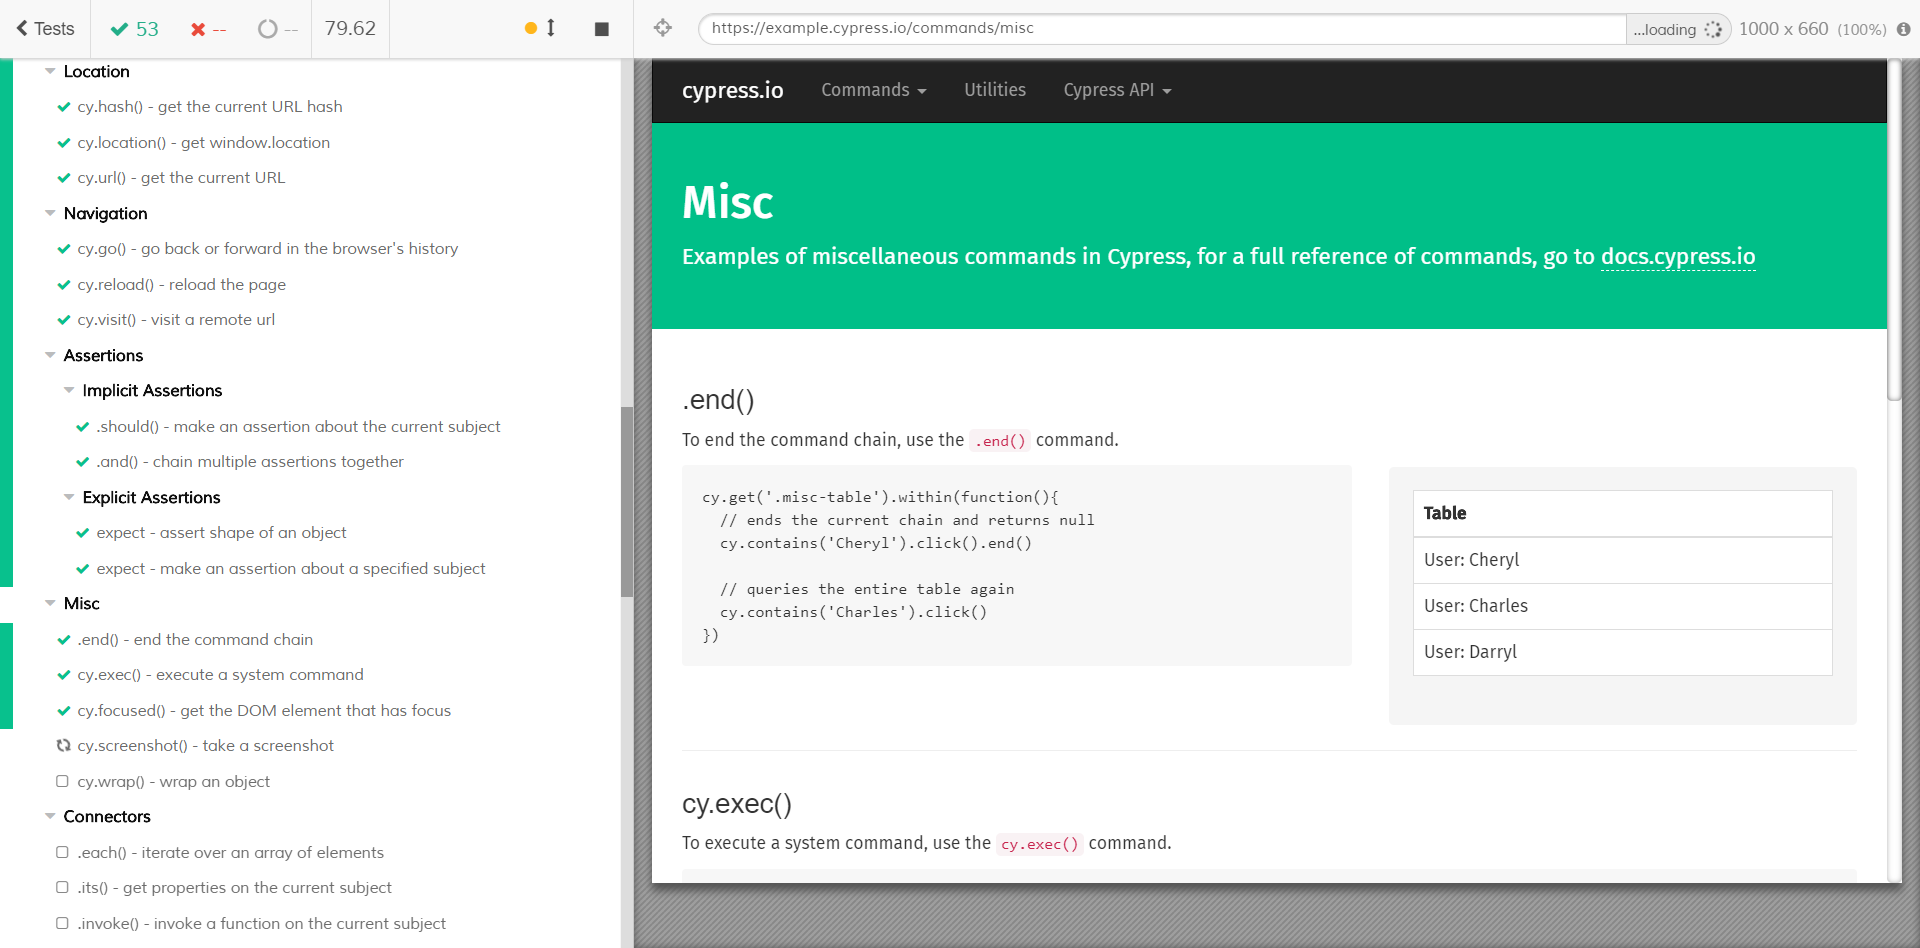 Tests 53 -- -- 79.62
https://example.cypress.io/commands/misc ...loading 1000 x 660 (100%)
Location
cy.hash() - get the current URL hash
cy.location() - get window.location
cy.url() - get the current URL
Navigation
cy.go() - go back or forward in the browser's history
cy.reload() - reload the page
cy.visit() - visit a remote url
Assertions
Implicit Assertions
.should() - make an assertion about the current subject
.and() - chain multiple assertions together
Explicit Assertions
expect - assert shape of an object
expect - make an assertion about a specified subject
Misc
.end() - end the command chain
cy.exec() - execute a system command
cy.focused() - get the DOM element that has focus
cy.screenshot() - take a screenshot
cy.wrap() - wrap an object
Connectors
.each() - iterate over an array of elements
.its() - get properties on the current subject
.invoke() - invoke a function on the current subject
cypress.io Commands Utilities Cypress API
Misc
Examples of miscellaneous commands in Cypress, for a full reference of commands, go to docs.cypress.io
.end()
To end the command chain, use the .end() command.
cy.get('.misc-table').within(function(){
// ends the current chain and returns null
cy.contains('Cheryl').click().end()
// queries the entire table again
cy.contains('Charles').click()
})
Table
User: Cheryl
User: Charles
User: Darryl
cy.exec()
To execute a system command, use the cy.exec() command.